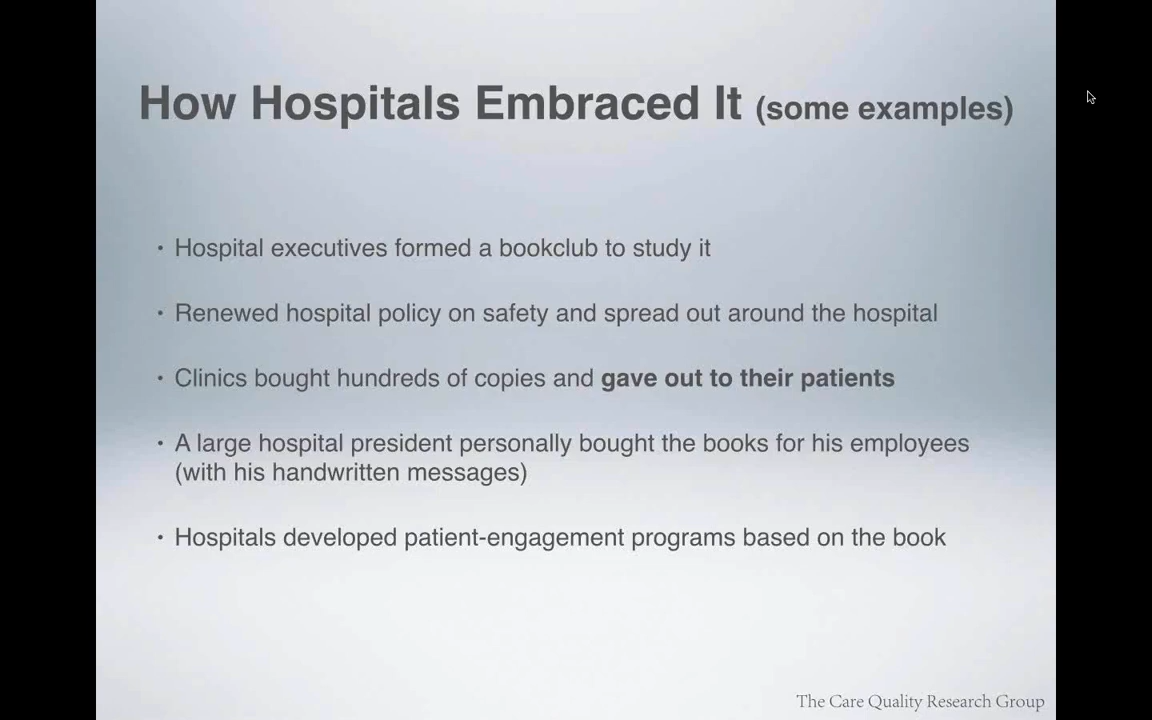 How Hospitals Embraced It (some examples)
• Hospital executives formed a bookclub to study it
• Renewed hospital policy on safety and spread out around the hospital
• Clinics bought hundreds of copies and gave out to their patients
• A large hospital president personally bought the books for his employees
(with his handwritten messages)
• Hospitals developed patient-engagement programs based on the book
The Care Quality Research Group